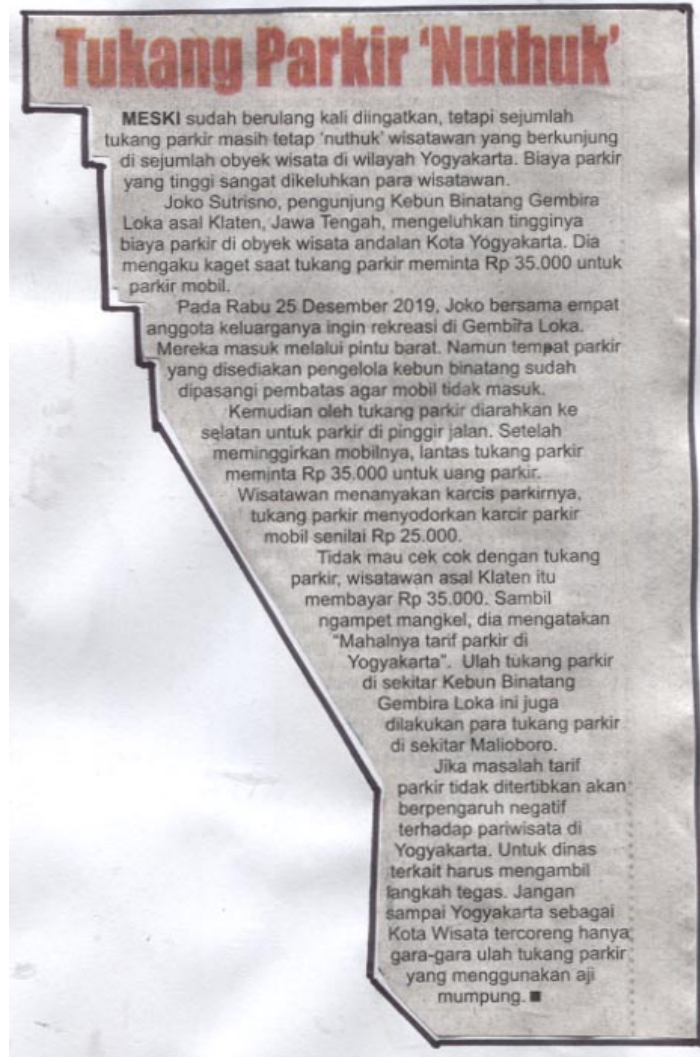 Tukang Parkir 'Nuthuk'
MESKI sudah berulang kali diingatkan, tetapi sejumlah
tukang parkir masih tetap 'nuthuk' wisatawan yang berkunjung
di sejumlah obyek wisata di wilayah Yogyakarta. Biaya parkir
yang tinggi sangat dikeluhkan para wisatawan.
Joko Sutrisno, pengunjung Kebun Binatang Gembira
Loka asal Klaten, Jawa Tengah, mengeluhkan tingginya
biaya parkir di obyek wisata andalan Kota Yogyakarta. Dia
mengaku kaget saat tukang parkir meminta Rp 35.000 untuk
parkir mobil.
Pada Rabu 25 Desember 2019, Joko bersama empat
anggota keluarganya ingin rekreasi di Gembira Loka.
Mereka masuk melalui pintu barat. Namun tempat parkir
yang disediakan pengelola kebun binatang sudah
dipasangi pembatas agar mobil tidak masuk.
Kemudian oleh tukang parkir diarahkan ke
selatan untuk parkir di pinggir jalan. Setelah
meminggirkan mobilnya, lantas tukang parkir
meminta Rp 35.000 untuk uang parkir.
Wisatawan menanyakan karcis parkirnya,
tukang parkir menyodorkan karcir parkir
mobil senilai Rp 25.000.
Tidak mau cek cok dengan tukang
parkir, wisatawan asal Klaten itu
membayar Rp 35.000. Sambil
ngampet mangkel, dia mengatakan
"Mahalnya tarif parkir di
Yogyakarta". Ulah tukang parkir
di sekitar Kebun Binatang
Gembira Loka ini juga
dilakukan para tukang parkir
di sekitar Malioboro.
Jika masalah tarif
parkir tidak ditertibkan akan
berpengaruh negatif
terhadap pariwisata di
Yogyakarta. Untuk dinas
terkait harus mengambil
langkah tegas. Jangan
sampai Yogyakarta sebagai
Kota Wisata tercoreng hanya
gara-gara ulah tukang parkir
yang menggunakan aji
mumpung. ■